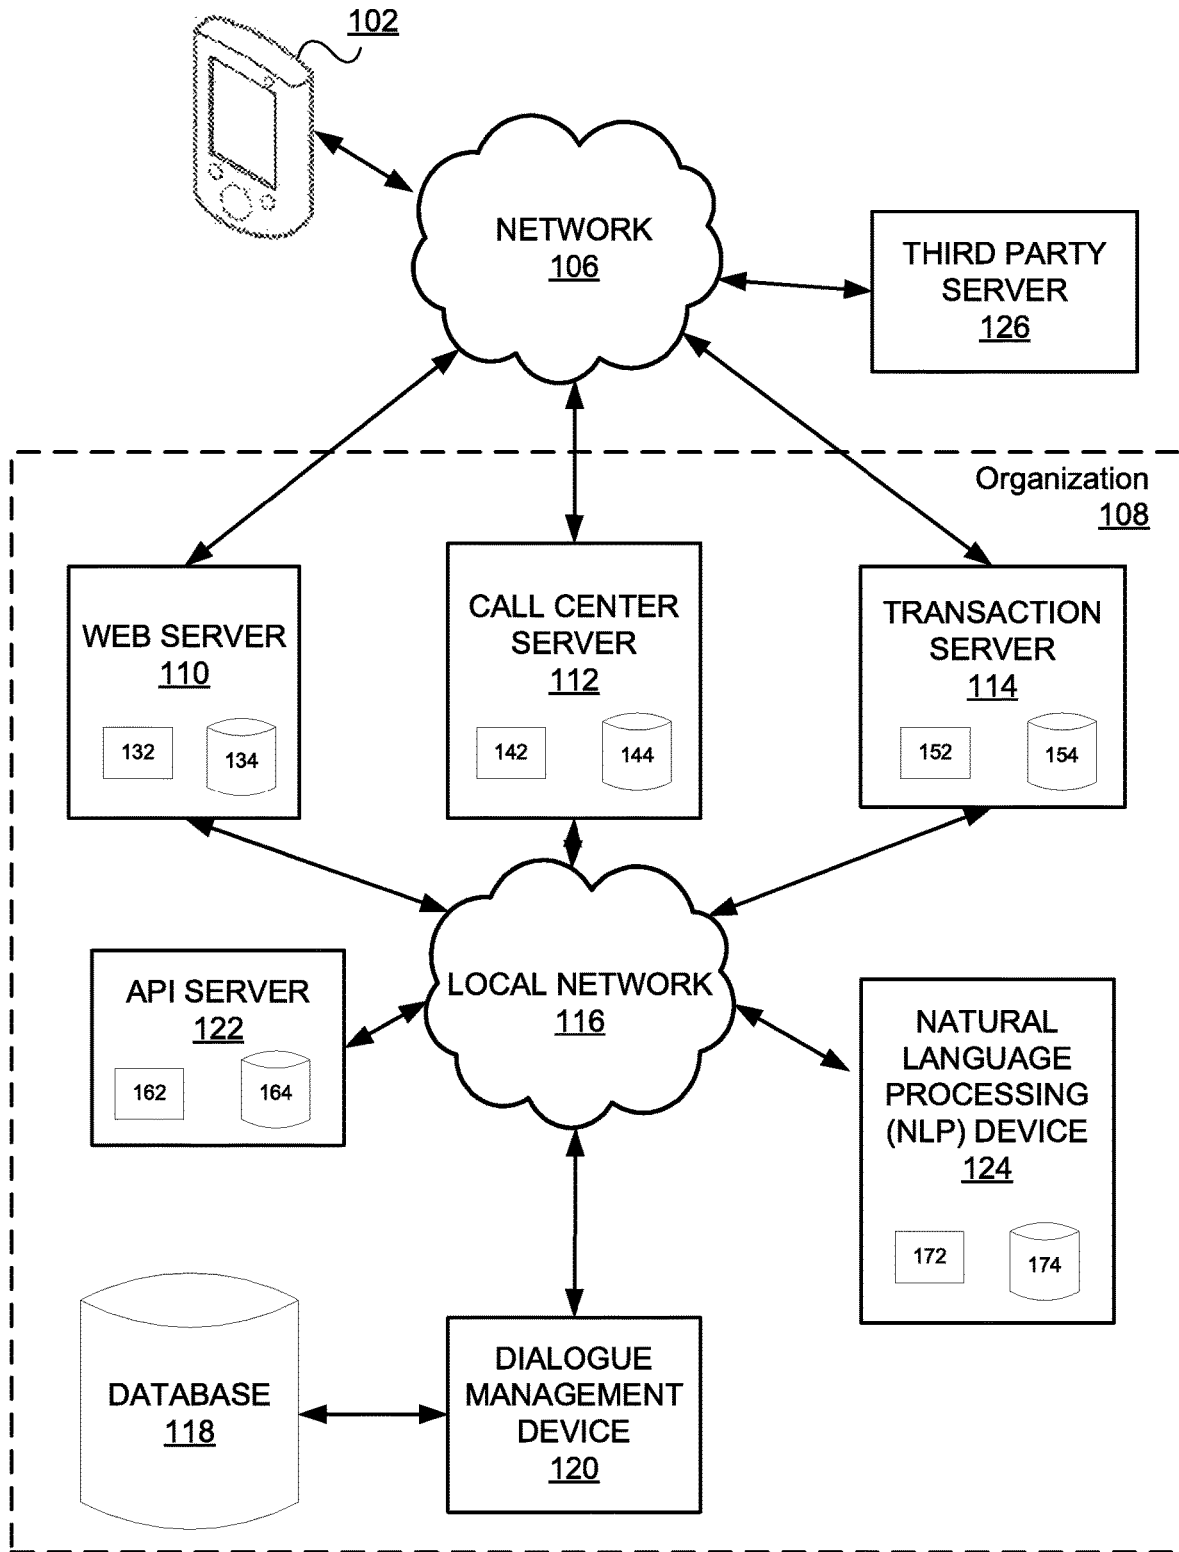 102
NETWORK
106
THIRD PARTY
SERVER
126
Organization
108
WEB SERVER
110
132
134
CALL CENTER
SERVER
112
142
144
TRANSACTION
SERVER
114
152
154
LOCAL NETWORK
116
API SERVER
122
162
164
NATURAL
LANGUAGE
PROCESSING
(NLP) DEVICE
124
172
174
DATABASE
118
DIALOGUE
MANAGEMENT
DEVICE
120